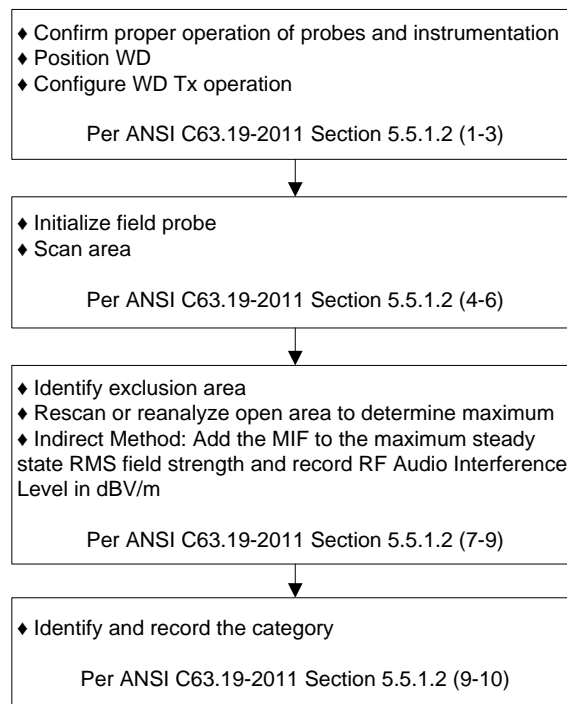 ♦ Confirm proper operation of probes and instrumentation
♦ Position WD
♦ Configure WD Tx operation
Per ANSI C63.19-2011 Section 5.5.1.2 (1-3)
♦ Initialize field probe
♦ Scan area
Per ANSI C63.19-2011 Section 5.5.1.2 (4-6)
♦ Identify exclusion area
♦ Rescan or reanalyze open area to determine maximum
♦ Indirect Method: Add the MIF to the maximum steady
state RMS field strength and record RF Audio Interference
Level in dBV/m
Per ANSI C63.19-2011 Section 5.5.1.2 (7-9)
♦ Identify and record the category
Per ANSI C63.19-2011 Section 5.5.1.2 (9-10)